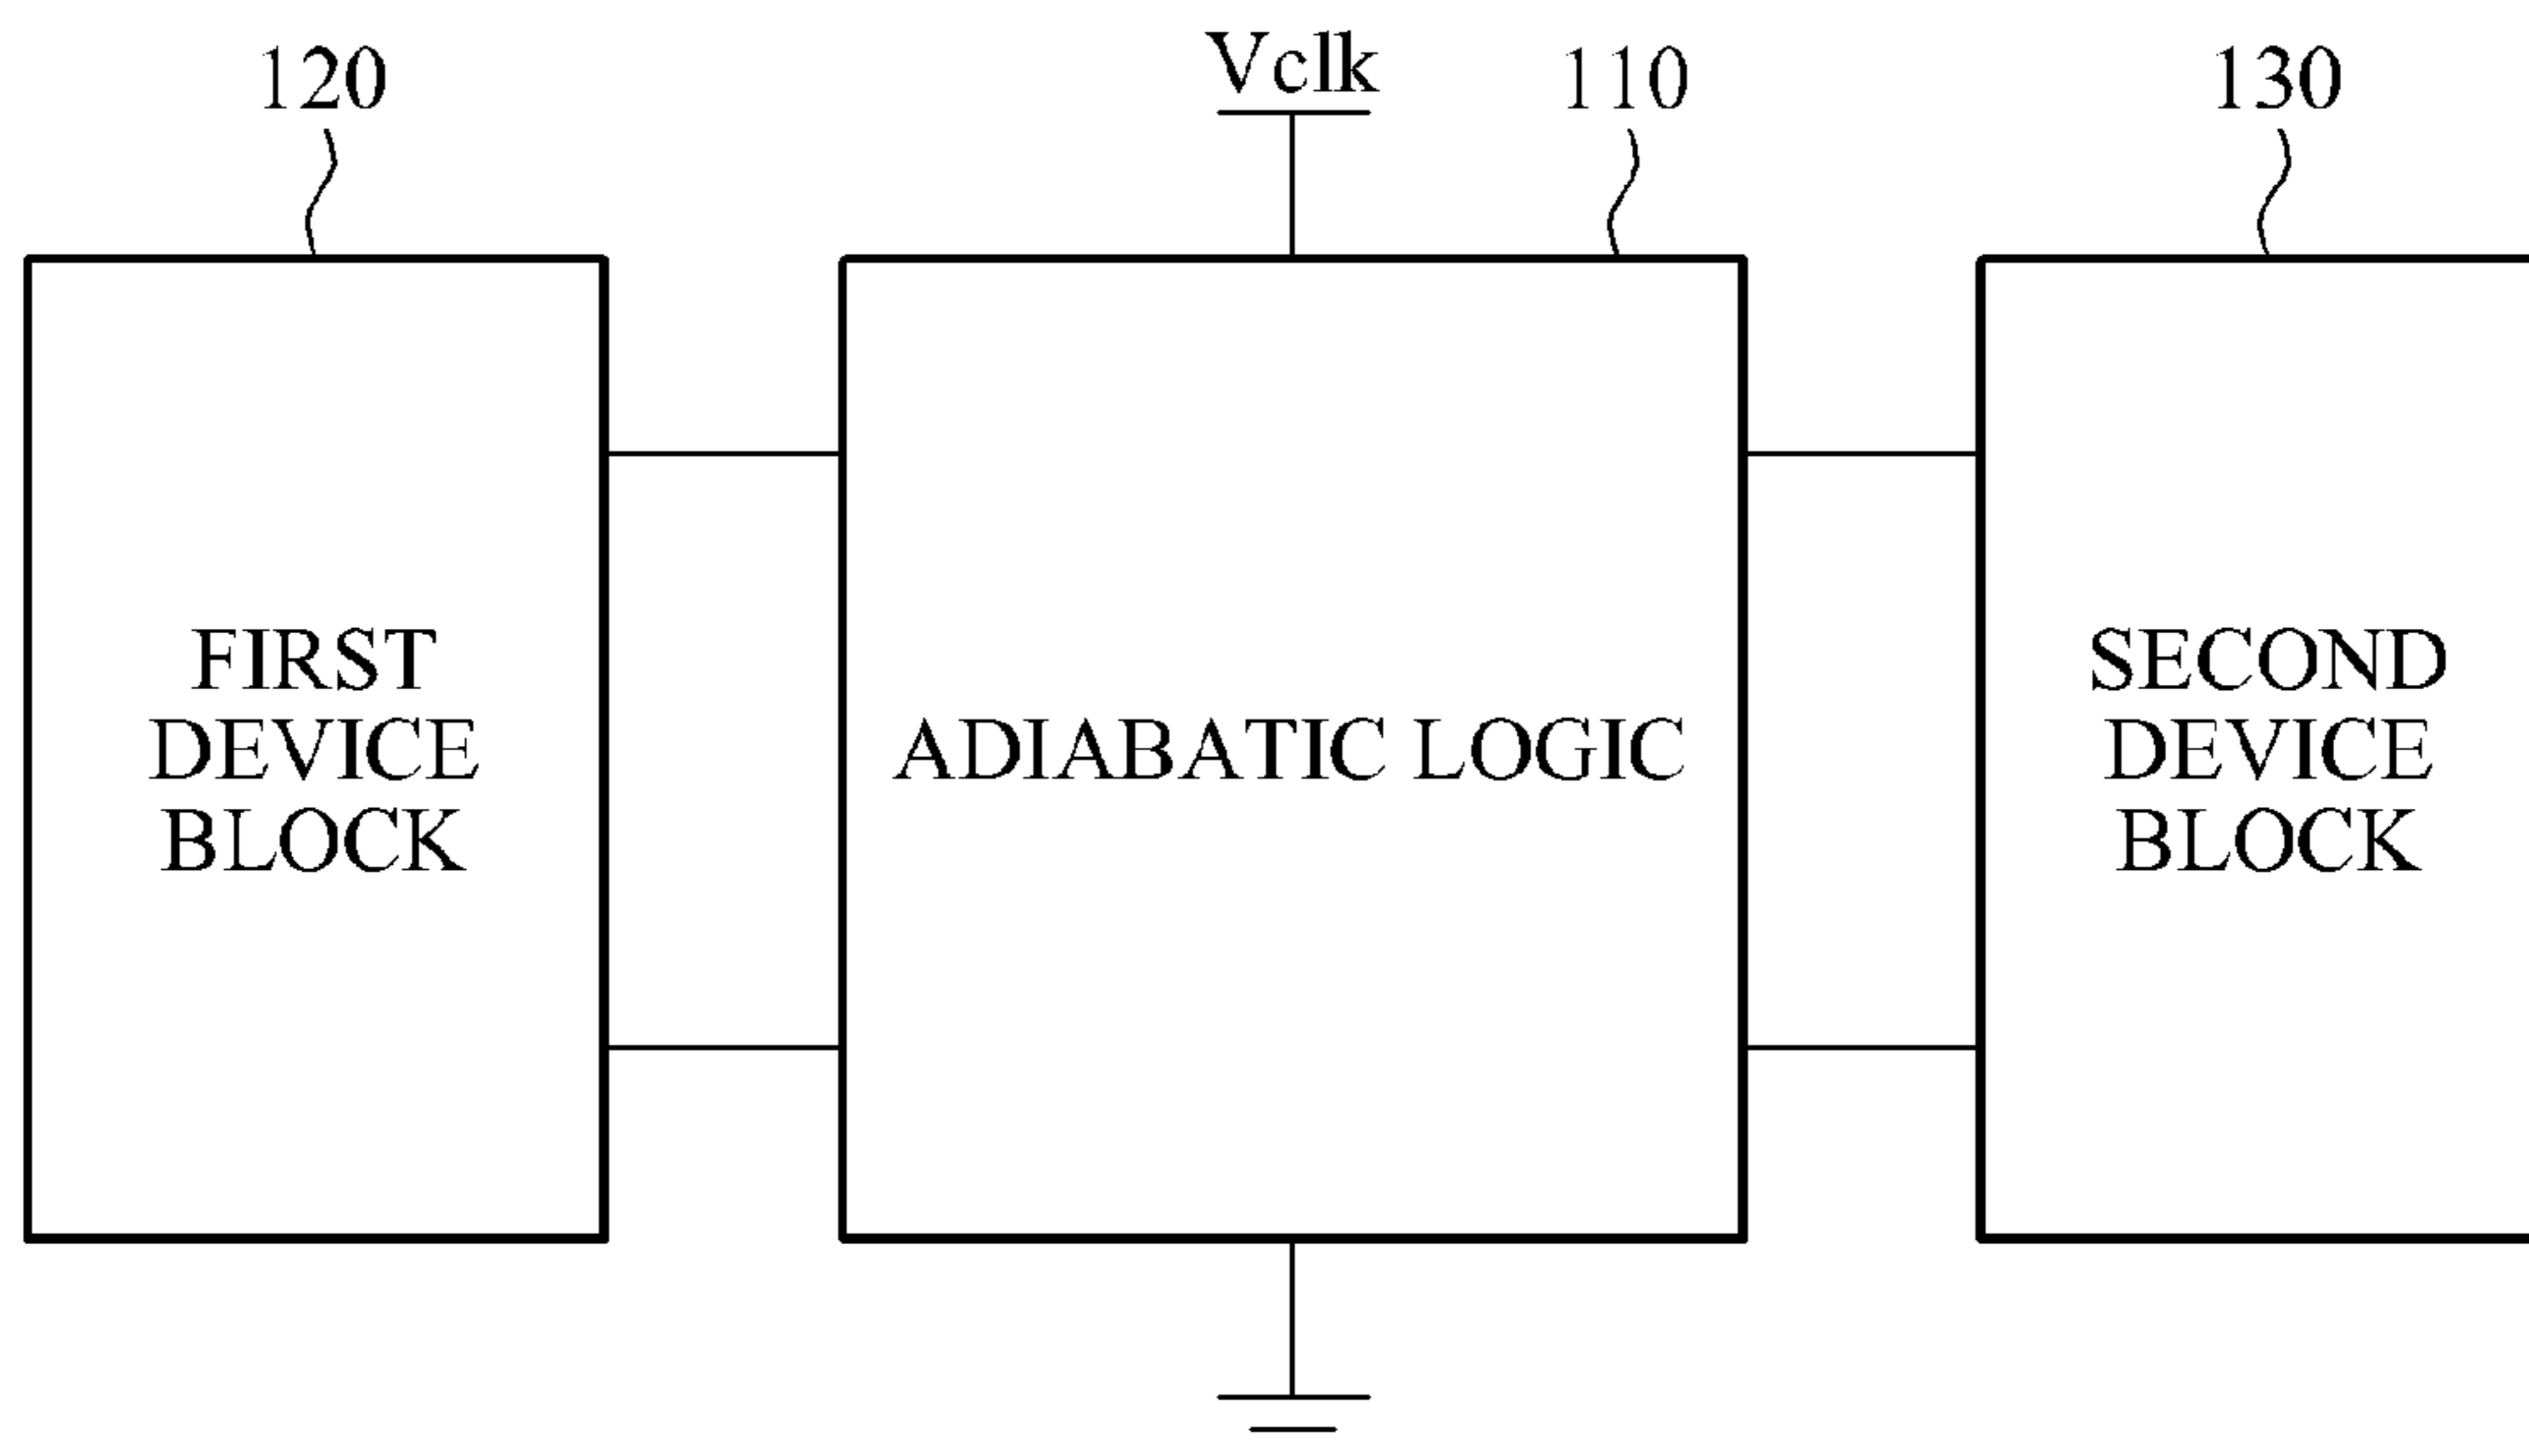 120
Vclk
110
130
FIRST
DEVICE
BLOCK
ADIABATIC LOGIC
SECOND
DEVICE
BLOCK